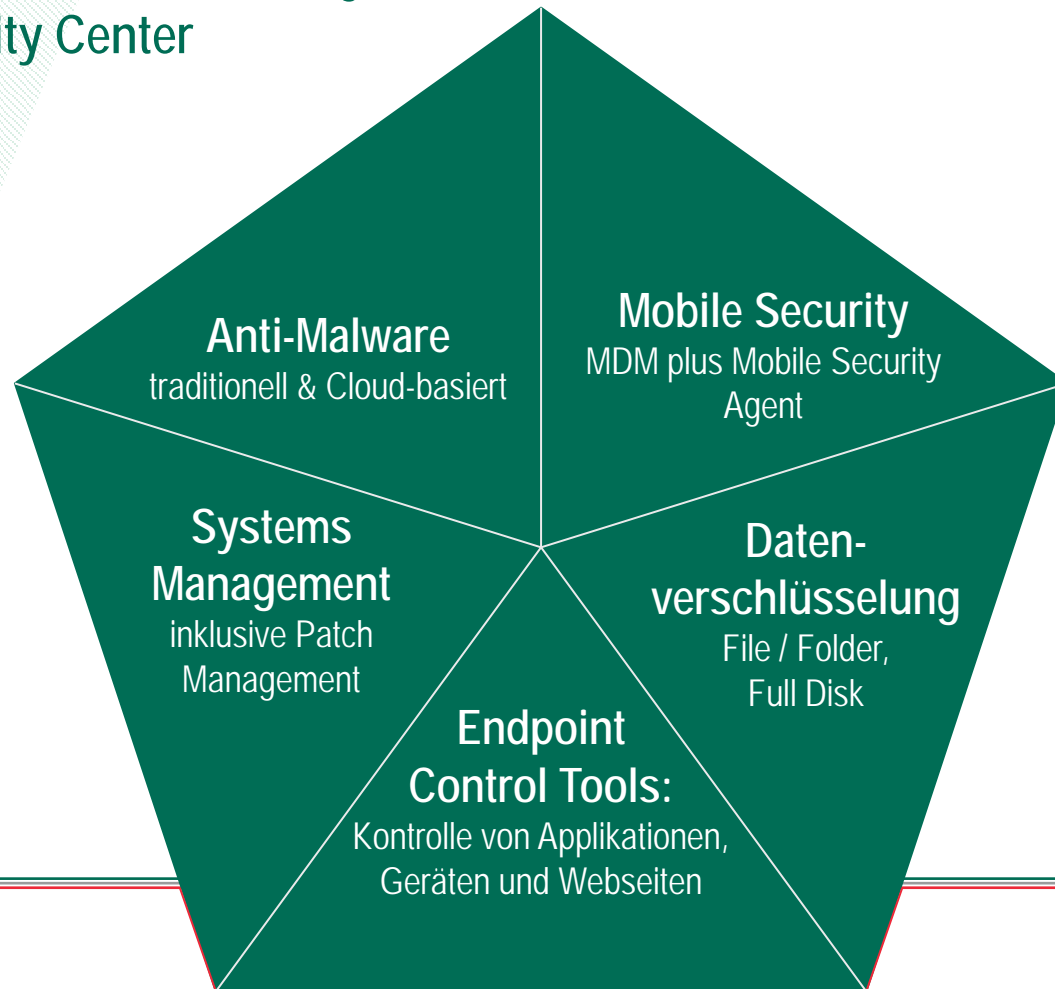 ity Center
Anti-Malware
traditionell & Cloud-basiert
Mobile Security
MDM plus Mobile Security
Agent
Systems
Management
inklusive Patch
Management
Daten-
verschlüsselung
File / Folder,
Full Disk
Endpoint
Control Tools:
Kontrolle von Applikationen,
Geräten und Webseiten